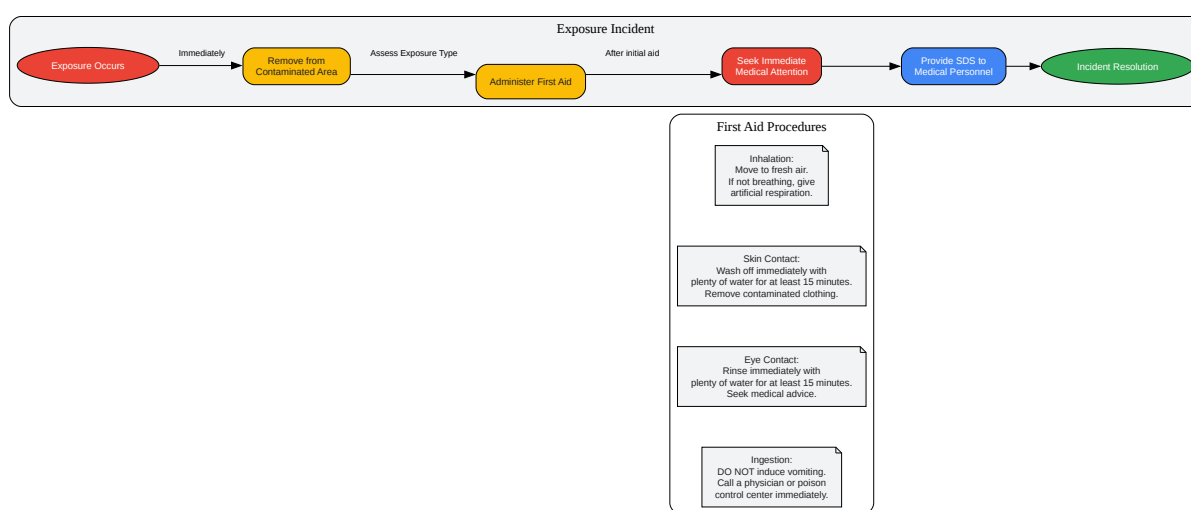 Exposure Incident
Exposure Occurs
Immediately
Remove from
Contaminated Area
Assess Exposure Type
Administer First Aid
After initial aid
Seek Immediate
Medical Attention
Provide SDS to
Medical Personnel
Incident Resolution
First Aid Procedures
Inhalation:
Move to fresh air.
If not breathing, give
artificial respiration.
Skin Contact:
Wash off immediately with
plenty of water for at least 15 minutes.
Remove contaminated clothing.
Eye Contact:
Rinse immediately with
plenty of water for at least 15 minutes.
Seek medical advice.
Ingestion:
DO NOT induce vomiting.
Call a physician or poison
control center immediately.